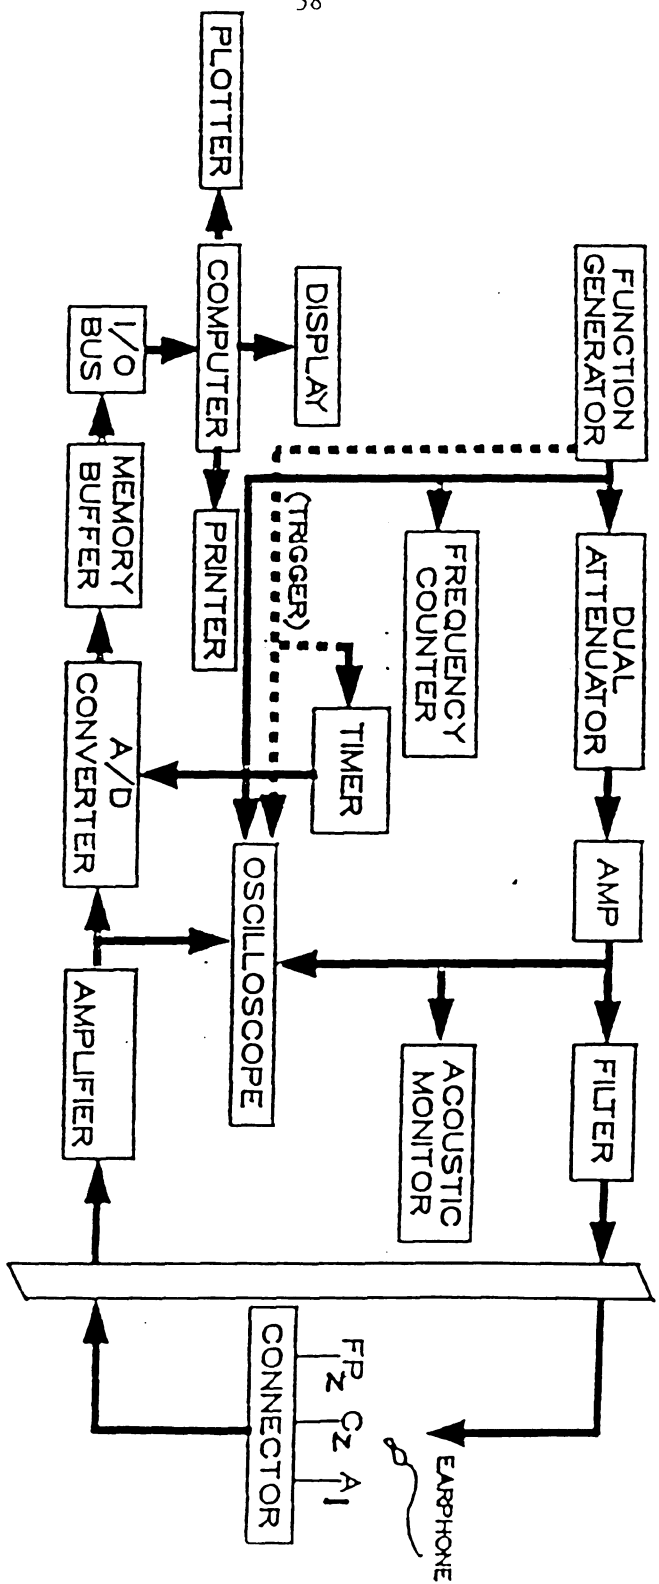 38
FUNCTION
GENERATOR
DUAL
ATTENUATOR
AMP
FILTER
FREQUENCY
COUNTER
ACOUSTIC
MONITOR
EARPHONE
DISPLAY
(TRIGGER)
TIMER
FPZ CZ A1
PLOTTER
COMPUTER
PRINTER
OSCILLOSCOPE
CONNECTOR
I/O
BUS
MEMORY
BUFFER
A/D
CONVERTER
AMPLIFIER